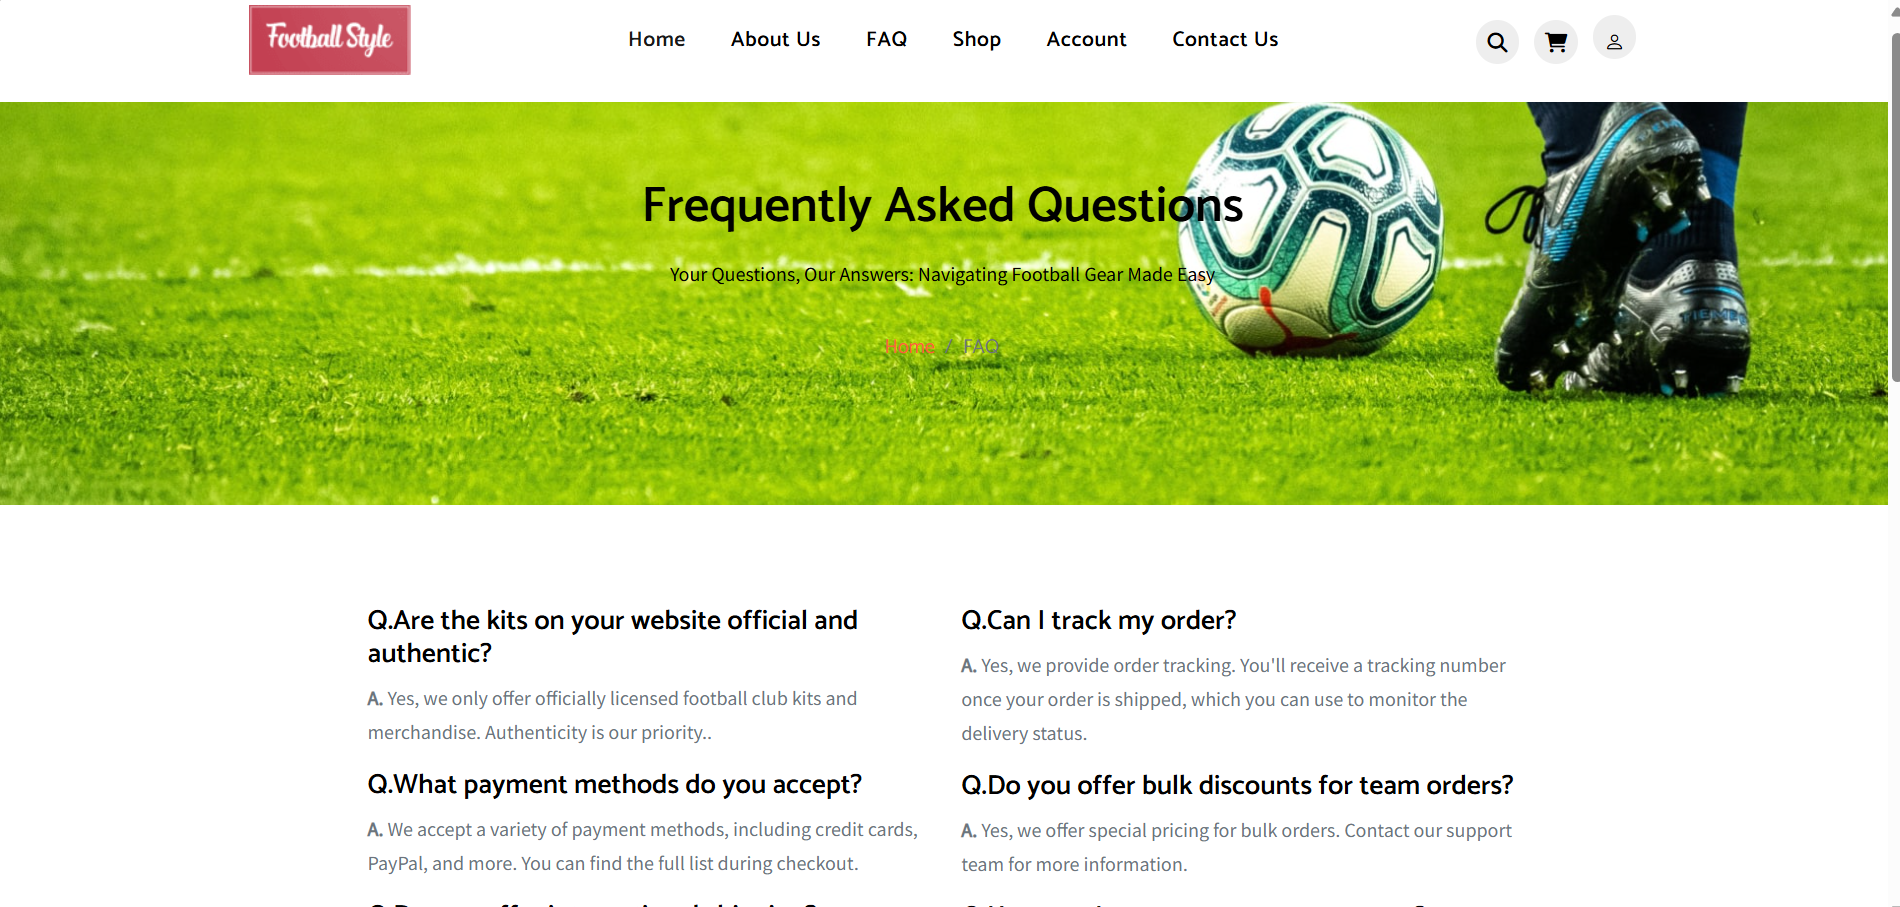 Football Style
Home
About Us
FAQ
Shop
Account
Contact Us
Frequently Asked Questions
Your Questions, Our Answers: Navigating Football Gear Made Easy
Home / FAQ
Q.Are the kits on your website official and
authentic?
A. Yes, we only offer officially licensed football club kits and
merchandise. Authenticity is our priority..
Q.What payment methods do you accept?
A. We accept a variety of payment methods, including credit cards,
PayPal, and more. You can find the full list during checkout.
Q.Can I track my order?
A. Yes, we provide order tracking. You'll receive a tracking number
once your order is shipped, which you can use to monitor the
delivery status.
Q.Do you offer bulk discounts for team orders?
A. Yes, we offer special pricing for bulk orders. Contact our support
team for more information.